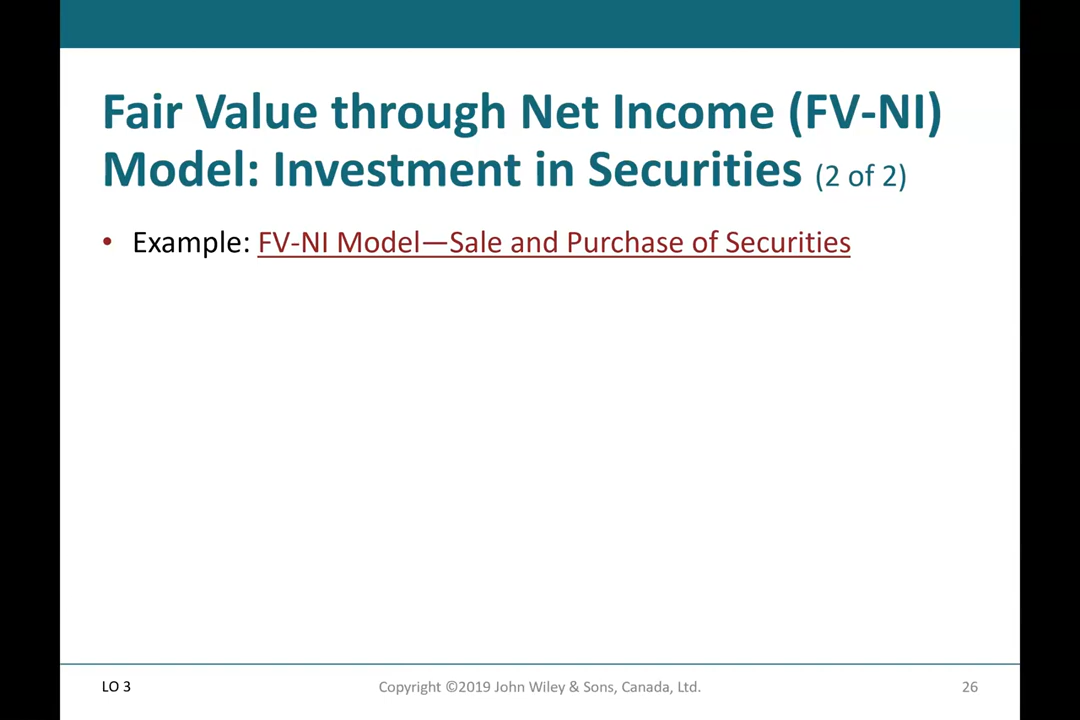 Fair Value through Net Income (FV-NI)
Model: Investment in Securities (2 of 2)
• Example: FV-NI Model—Sale and Purchase of Securities
LO 3
Copyright ©2019 John Wiley & Sons, Canada, Ltd.
26